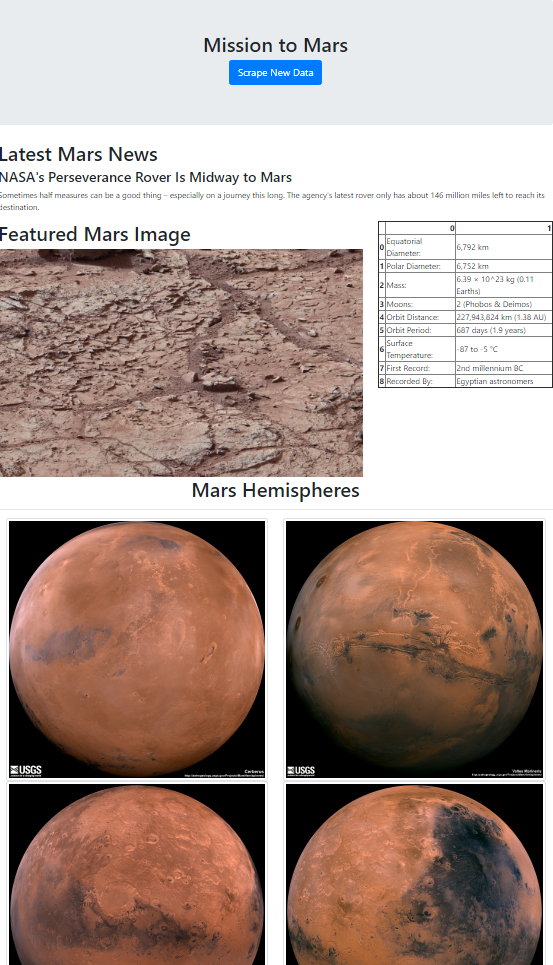 Mission to Mars
Scrape New Data
Latest Mars News
NASA's Perseverance Rover Is Midway to Mars
Sometimes half measures can be a good thing – especially on a journey this long. The agency's latest rover only has about 146 million miles left to reach its
destination.
Featured Mars Image
0 1
0 Equatorial Diameter: 6,792 km
1 Polar Diameter: 6,752 km
2 Mass: 6.39 × 10^23 kg (0.11 Earths)
3 Moons: 2 (Phobos & Deimos)
4 Orbit Distance: 227,943,824 km (1.38 AU)
5 Orbit Period: 687 days (1.9 years)
6 Surface Temperature: -87 to -5 °C
7 First Record: 2nd millennium BC
8 Recorded By: Egyptian astronomers
Mars Hemispheres
USGS
Cerberus
USGS
Valles Marineris